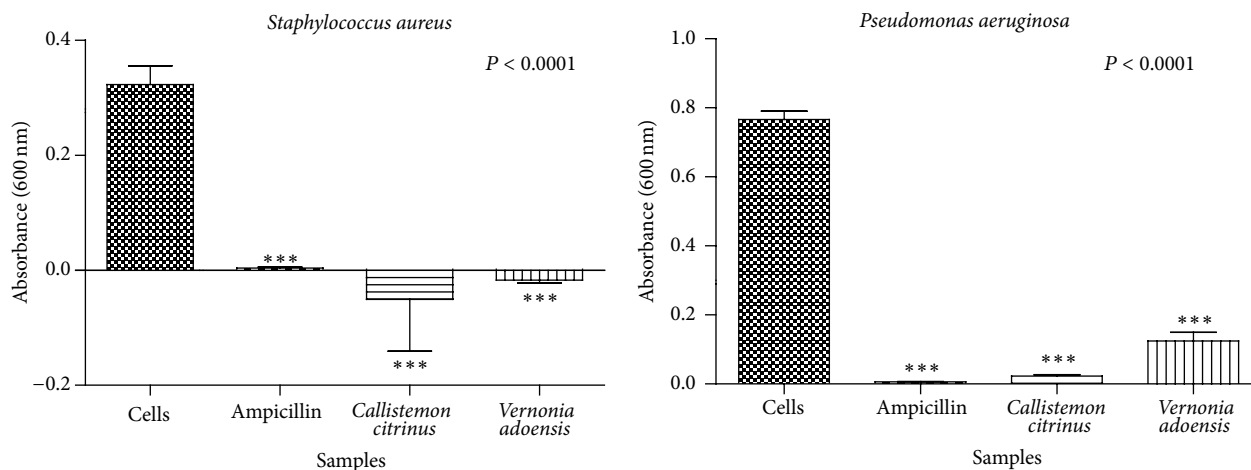 Staphylococcus aureus
P < 0.0001
Absorbance (600 nm)
0.4
0.2
0.0
−0.2
***
***
***
Cells
Ampicillin
Callistemon
citrinus
Vernonia
adoensis
Samples
Pseudomonas aeruginosa
P < 0.0001
Absorbance (600 nm)
1.0
0.8
0.6
0.4
0.2
0.0
***
***
***
Cells
Ampicillin
Callistemon
citrinus
Vernonia
adoensis
Samples